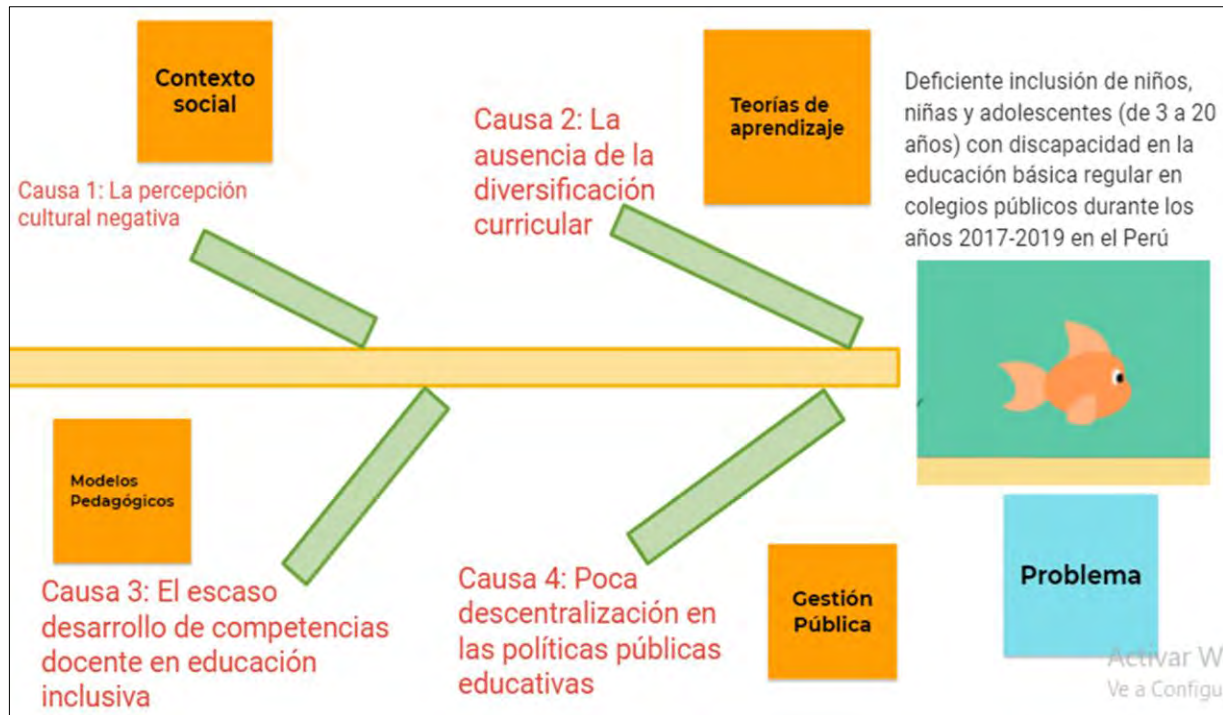 Contexto
social
Causa 1: La percepción
cultural negativa
Causa 2: La
ausencia de la
diversificación
curricular
Teorías de
aprendizaje
Deficiente inclusión de niños,
niñas y adolescentes (de 3 a 20
años) con discapacidad en la
educación básica regular en
colegios públicos durante los
años 2017-2019 en el Perú
Modelos
Pedagógicos
Causa 3: El escaso
desarrollo de competencias
docente en educación
inclusiva
Causa 4: Poca
descentralización en
las políticas públicas
educativas
Gestión
Pública
Problema
Activar W
Ve a Configu